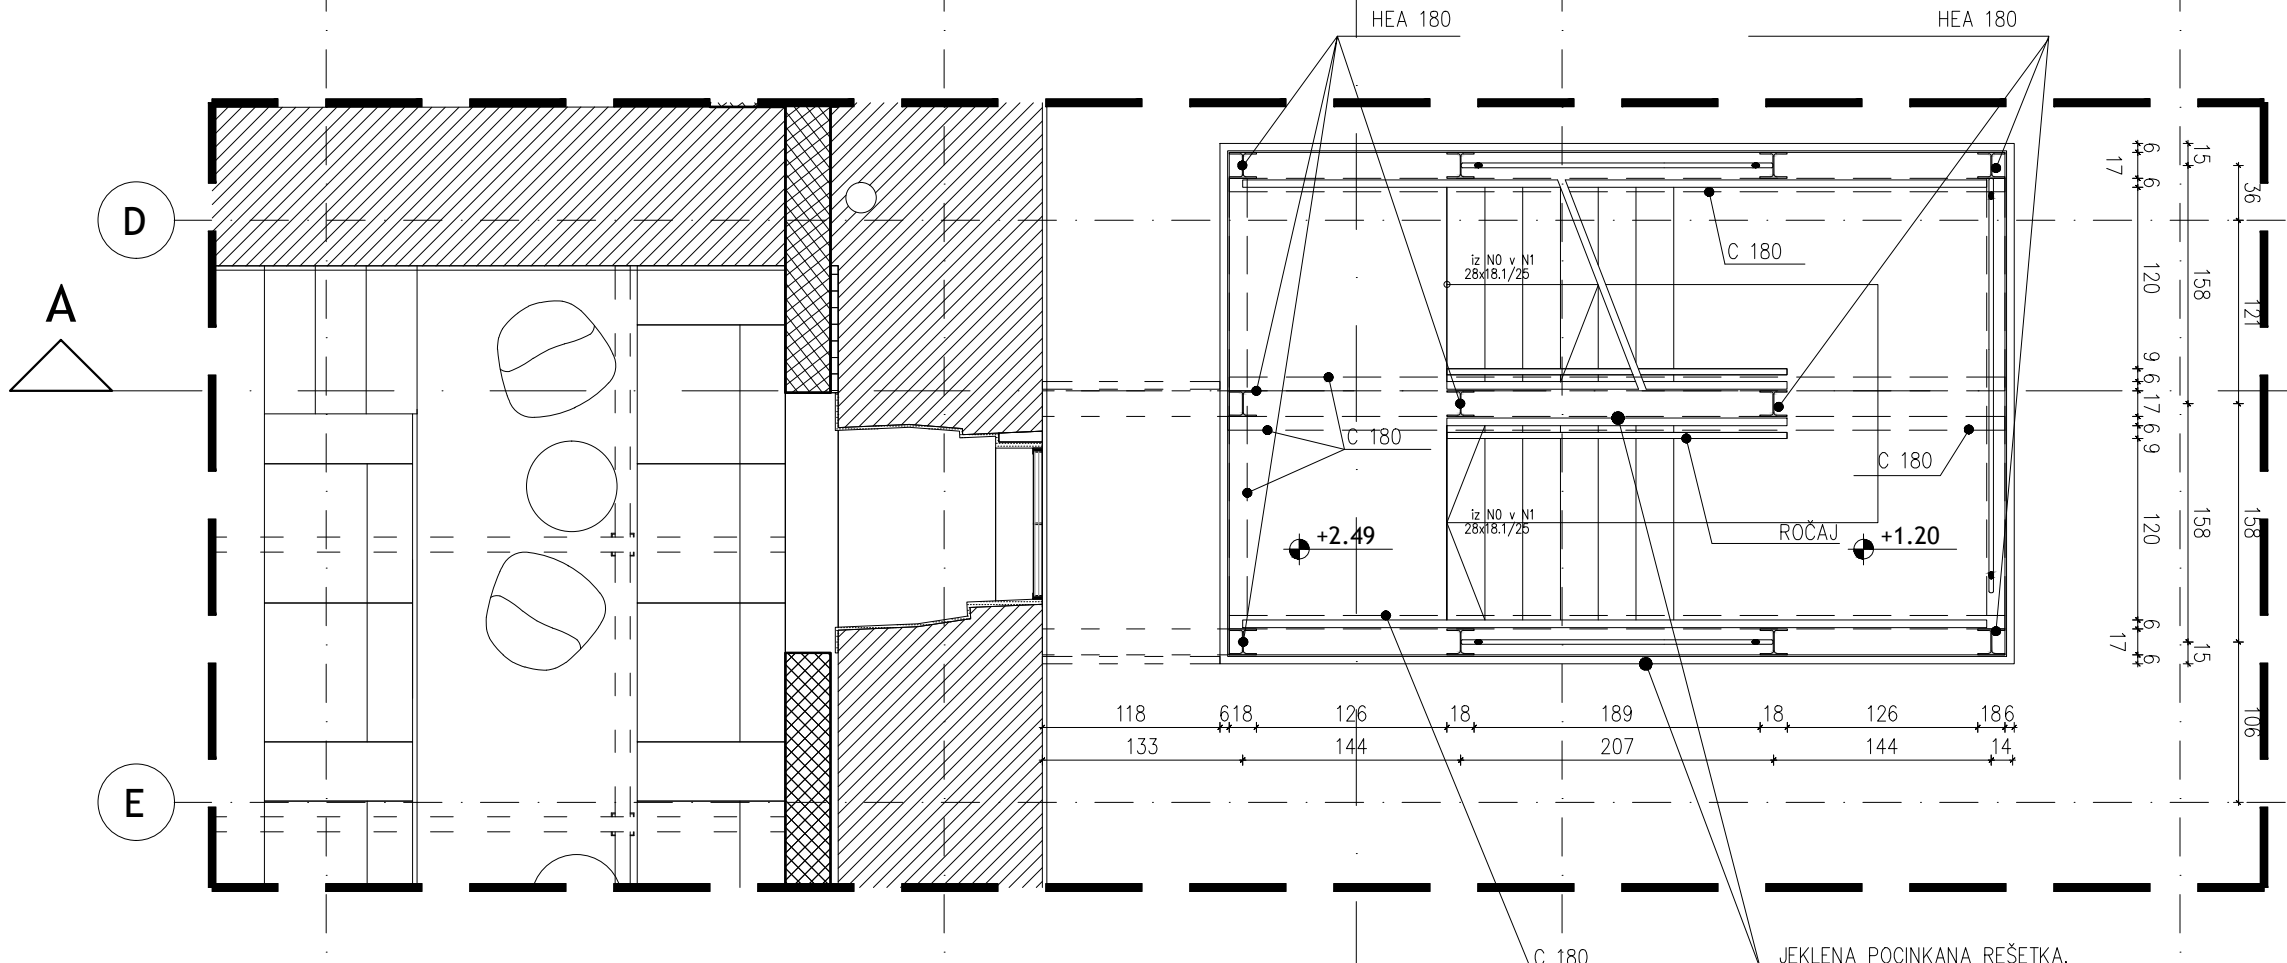 HEA 180
HEA 180
D
A
E
C 180
iz N0 v N1
28x18.1/25
C 180
C 180
iz N0 v N1
28x18.1/25
ROČAJ
+2.49
+1.20
118
6
18
126
18
189
18
126
18
6
133
144
207
144
14
6
17
6
120
9
6
17
6
9
120
6
17
6
15
158
158
15
36
121
158
106
C 180
JEKLENA POCINKANA REŠETKA,